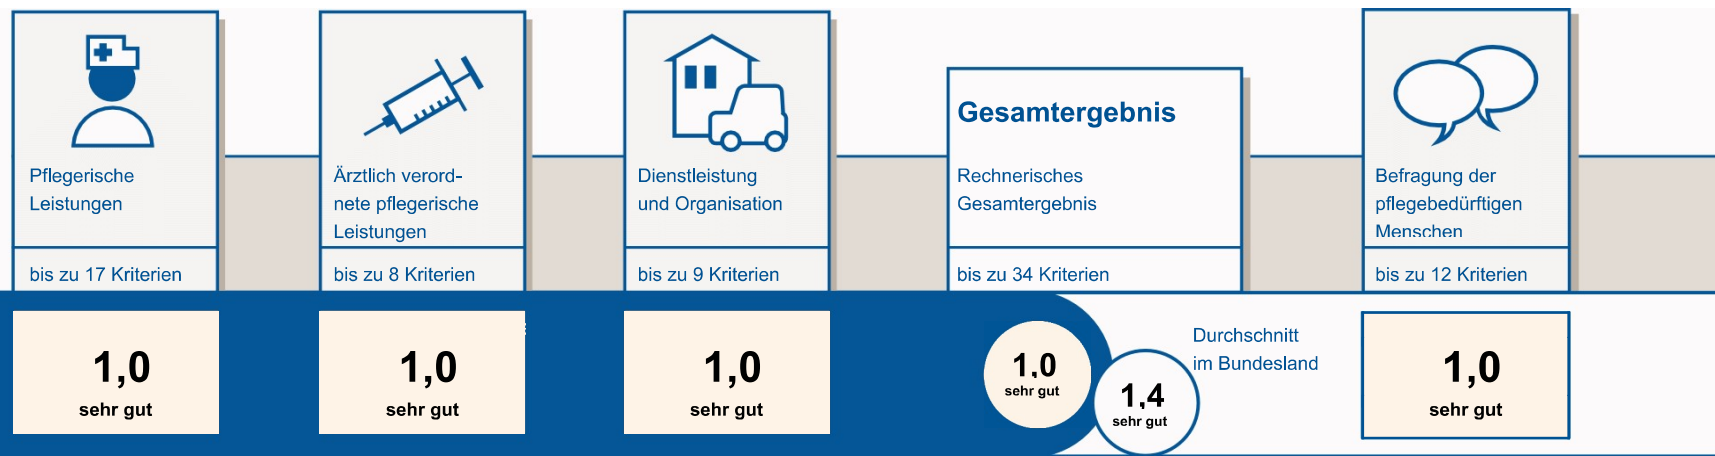 Pflegerische
Leistungen
bis zu 17 Kriterien
1,0
sehr gut
Ärztlich verord-
nete pflegerische
Leistungen
bis zu 8 Kriterien
1,0
sehr gut
Dienstleistung
und Organisation
bis zu 9 Kriterien
1,0
sehr gut
Gesamtergebnis
Rechnerisches
Gesamtergebnis
bis zu 34 Kriterien
1,0
sehr gut
1,4
sehr gut
Durchschnitt
im Bundesland
Befragung der
pflegebedürftigen
Menschen
bis zu 12 Kriterien
1,0
sehr gut